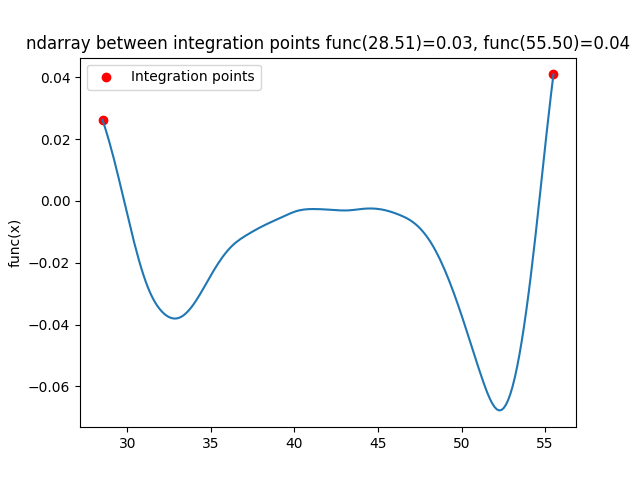 ndarray between integration points func(28.51)=0.03, func(55.50)=0.04
Integration points
func(x)
0.04
0.02
0.00
−0.02
−0.04
−0.06
30 35 40 45 50 55